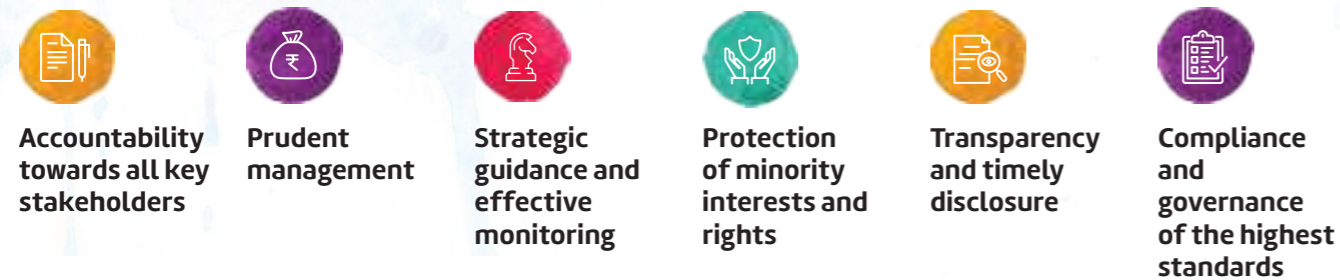 Accountability
towards all key
stakeholders
Prudent
management
Strategic
guidance and
effective
monitoring
Protection
of minority
interests and
rights
Transparency
and timely
disclosure
Compliance
and
governance
of the highest
standards